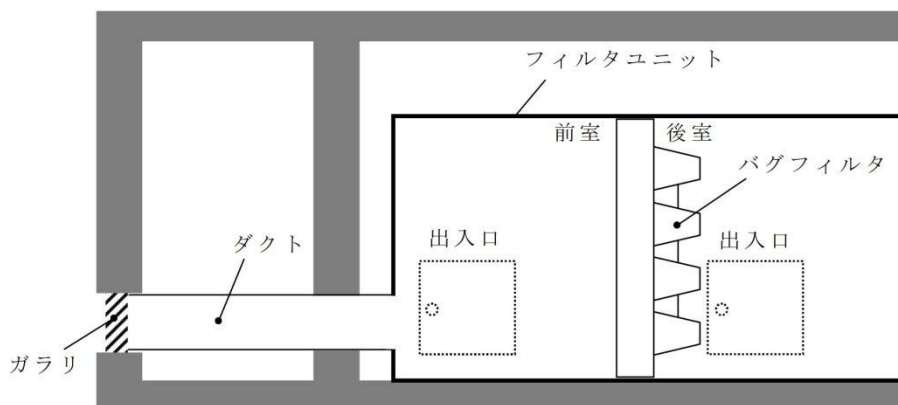 フィルタユニット
前室
後室
バグフィルタ
ダクト
出入口
出入口
ガラリ